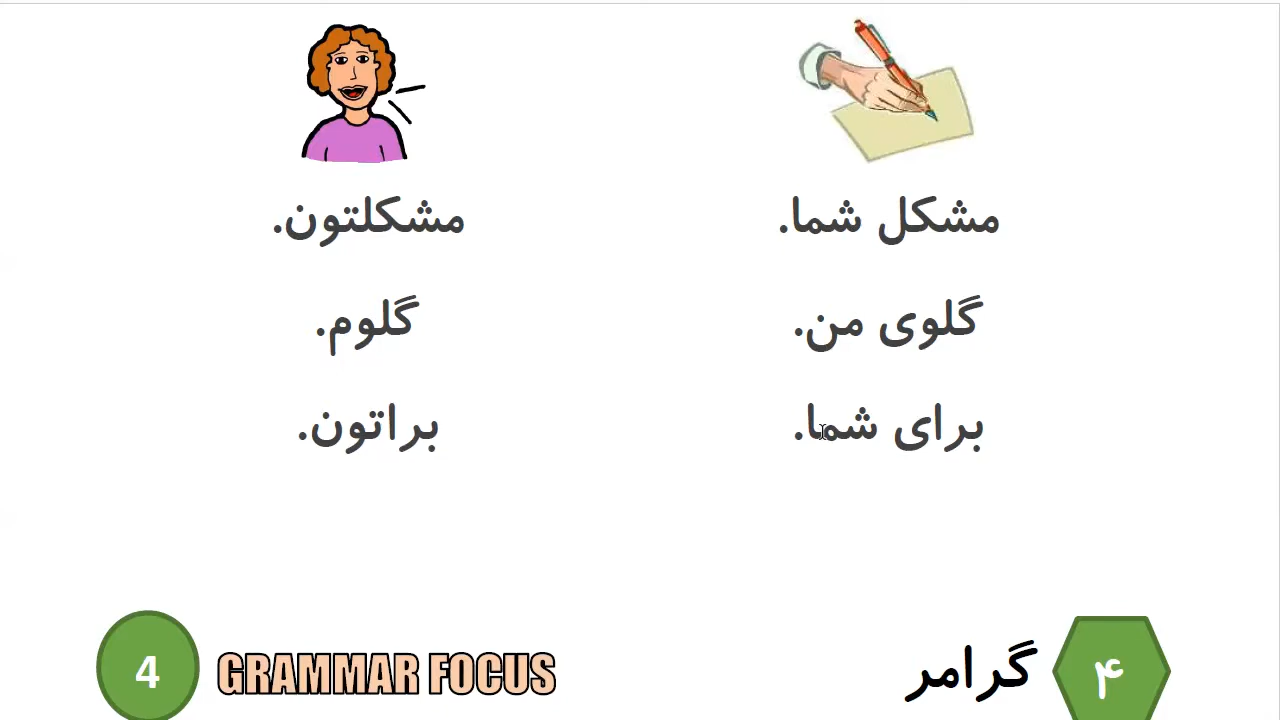 مشکل شما.
مشکلتون.
گلوی من.
گلوم.
برای شما.
براتون.
۴ گرامر
GRAMMAR FOCUS 4